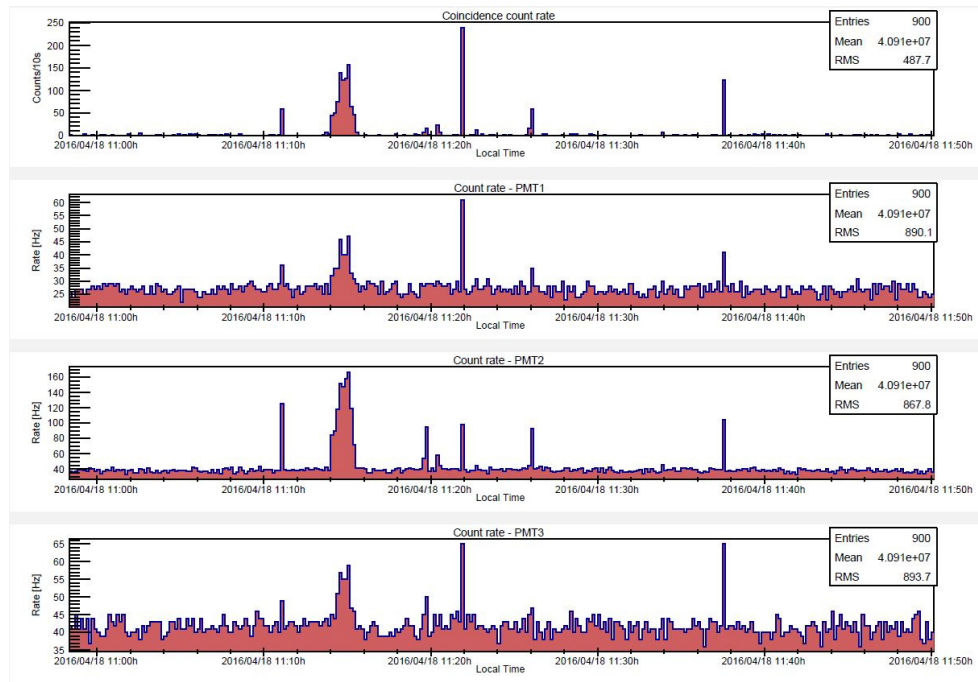 Coincidence count rate
Entries 900
Mean 4.091e+07
RMS 487.7
Counts/10s
250
200
150
100
50
0
2016/04/18 11:00h 2016/04/18 11:10h 2016/04/18 11:20h 2016/04/18 11:30h 2016/04/18 11:40h 2016/04/18 11:50h
Local Time
Count rate - PMT1
Entries 900
Mean 4.091e+07
RMS 890.1
Rate [Hz]
60
55
50
45
40
35
30
25
2016/04/18 11:00h 2016/04/18 11:10h 2016/04/18 11:20h 2016/04/18 11:30h 2016/04/18 11:40h 2016/04/18 11:50h
Local Time
Count rate - PMT2
Entries 900
Mean 4.091e+07
RMS 867.8
Rate [Hz]
160
140
120
100
80
60
40
2016/04/18 11:00h 2016/04/18 11:10h 2016/04/18 11:20h 2016/04/18 11:30h 2016/04/18 11:40h 2016/04/18 11:50h
Local Time
Count rate - PMT3
Entries 900
Mean 4.091e+07
RMS 893.7
Rate [Hz]
65
60
55
50
45
40
35
2016/04/18 11:00h 2016/04/18 11:10h 2016/04/18 11:20h 2016/04/18 11:30h 2016/04/18 11:40h 2016/04/18 11:50h
Local Time